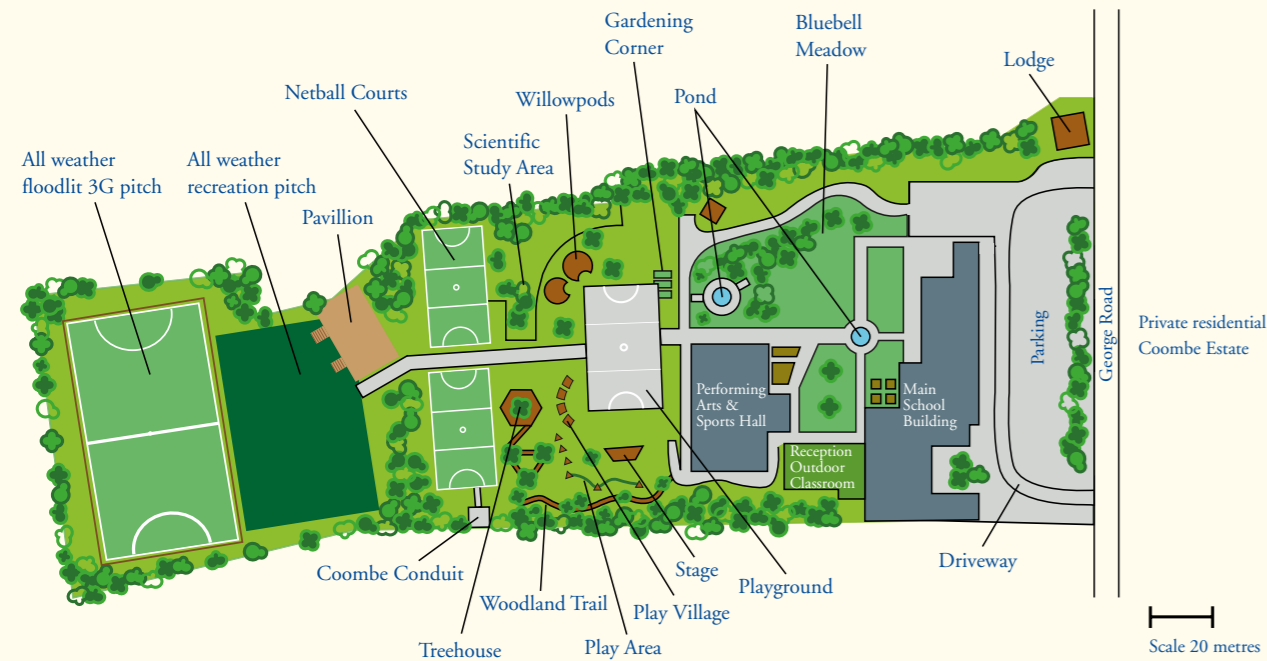 Gardening
Corner
Bluebell
Meadow
Lodge
Netball Courts
Willowpods
Pond
Scientific
Study Area
All weather
floodlit 3G pitch
All weather
recreation pitch
Pavillion
George Road
Parking
Private residential
Coombe Estate
Performing
Arts &
Sports Hall
Main
School
Building
Reception
Outdoor
Classroom
Driveway
Coombe Conduit
Stage
Playground
Woodland Trail
Play Village
Treehouse
Play Area
Scale 20 metres